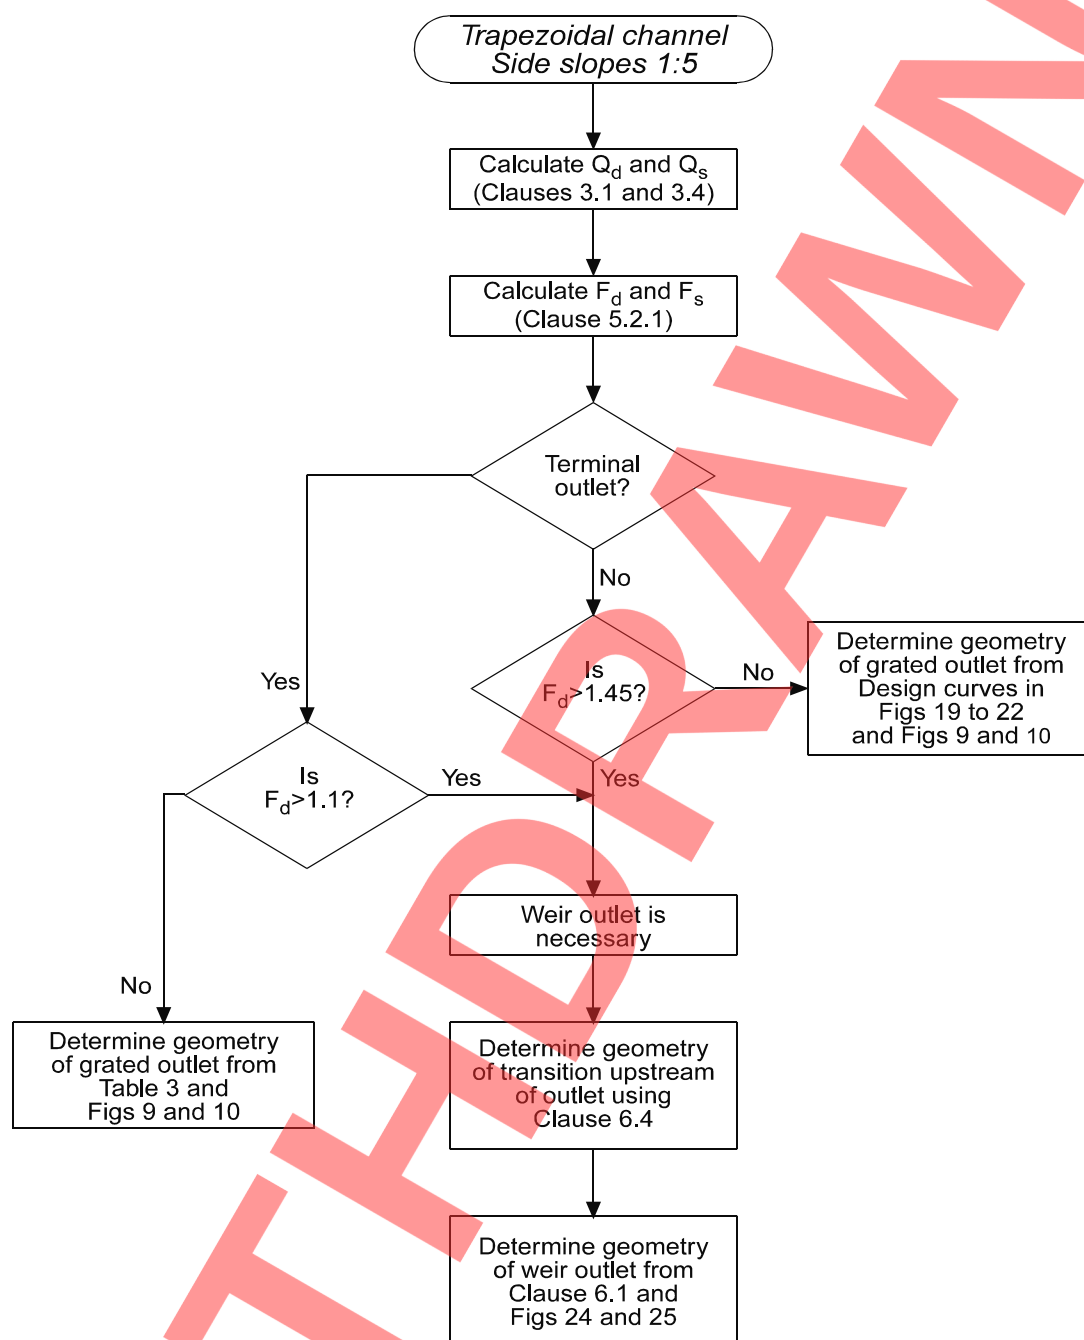 Trapezoidal channel
Side slopes 1:5
Calculate Qd and Qs
(Clauses 3.1 and 3.4)
Calculate Fd and Fs
(Clause 5.2.1)
Terminal
outlet?
No
Is
Fd>1.45?
No
Determine geometry
of grated outlet from
Design curves in
Figs 19 to 22
and Figs 9 and 10
Yes
Yes
Is
Fd>1.1?
Yes
Weir outlet is
necessary
No
Determine geometry
of grated outlet from
Table 3 and
Figs 9 and 10
Determine geometry
of transition upstream
of outlet using
Clause 6.4
Determine geometry
of weir outlet from
Clause 6.1 and
Figs 24 and 25
THDRAWN